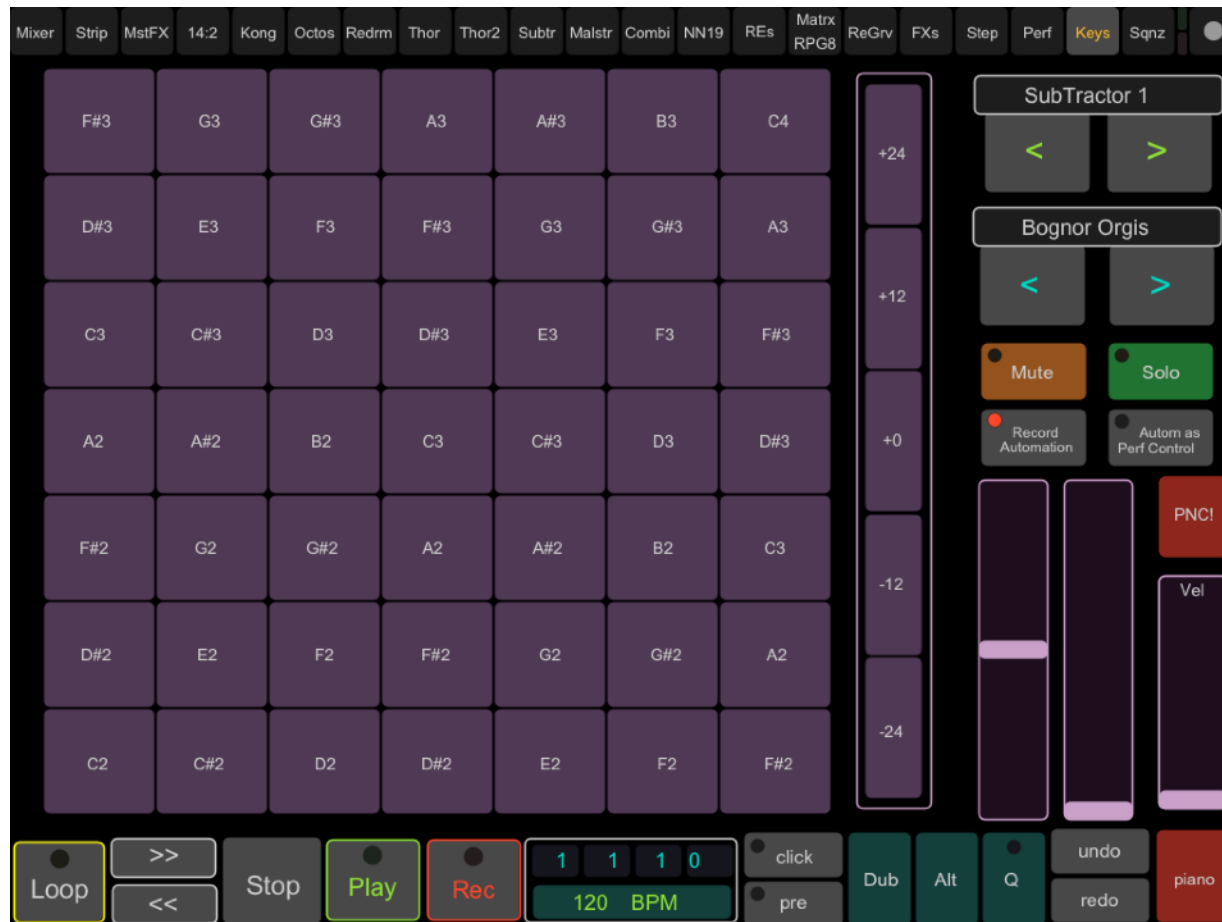 Mixer Strip MstFX 14:2 Kong Octos Redrm Thor Thor2 Subtr Malstr Combi NN19 REs Matrx RPG8 ReGrv FXs Step Perf Keys Sqnz
F#3 G3 G#3 A3 A#3 B3 C4
D#3 E3 F3 F#3 G3 G#3 A3
C3 C#3 D3 D#3 E3 F3 F#3
A2 A#2 B2 C3 C#3 D3 D#3
F#2 G2 G#2 A2 A#2 B2 C3
D#2 E2 F2 F#2 G2 G#2 A2
C2 C#2 D2 D#2 E2 F2 F#2
+24
+12
+0
-12
-24
SubTractor 1
< >
Bognor Orgis
< >
Mute Solo
Record Automation
Autom as Perf Control
PNC!
Vel
Loop
>>
<<
Stop
Play
Rec
1 1 1 0
120 BPM
click
pre
Dub
Alt
Q
undo
redo
piano